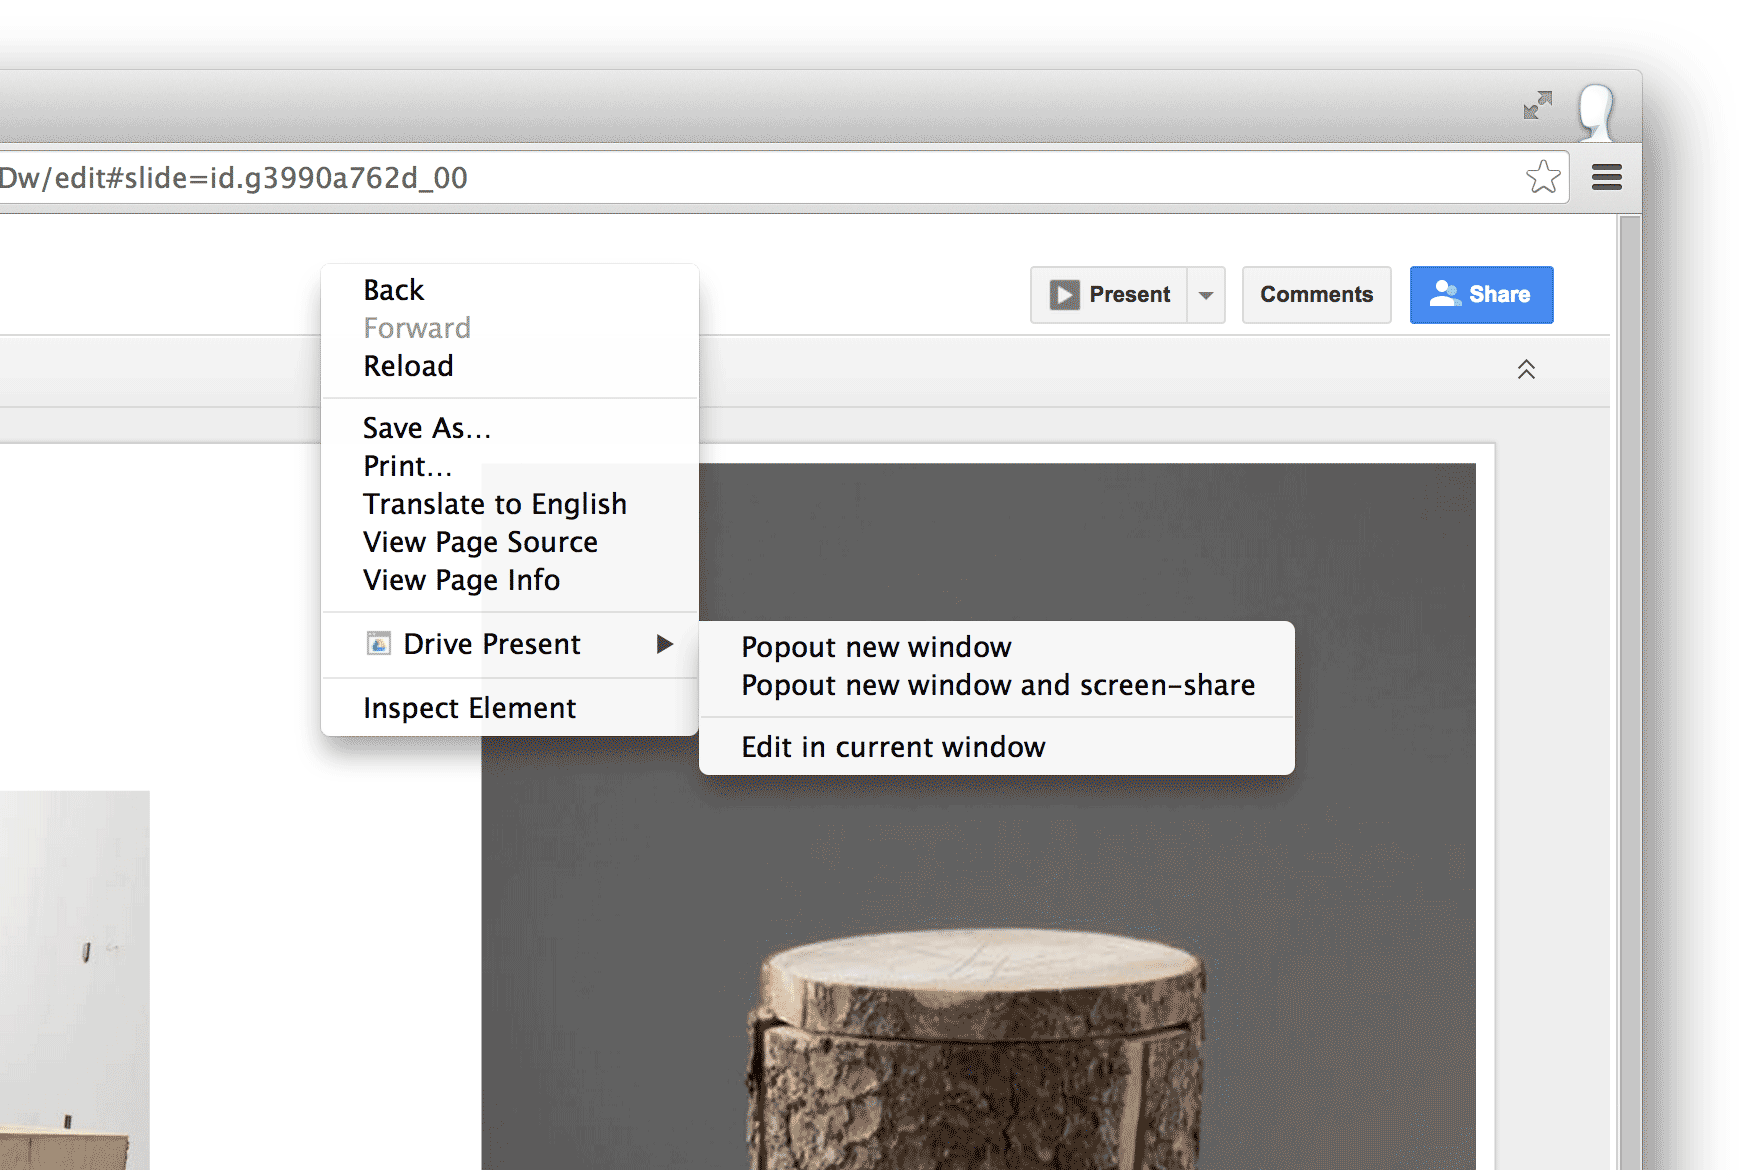 Dw/edit#slide=id.g3990a762d_00
Present
Comments
Share
Back
Forward
Reload
Save As...
Print...
Translate to English
View Page Source
View Page Info
Drive Present
Inspect Element
Popout new window
Popout new window and screen-share
Edit in current window